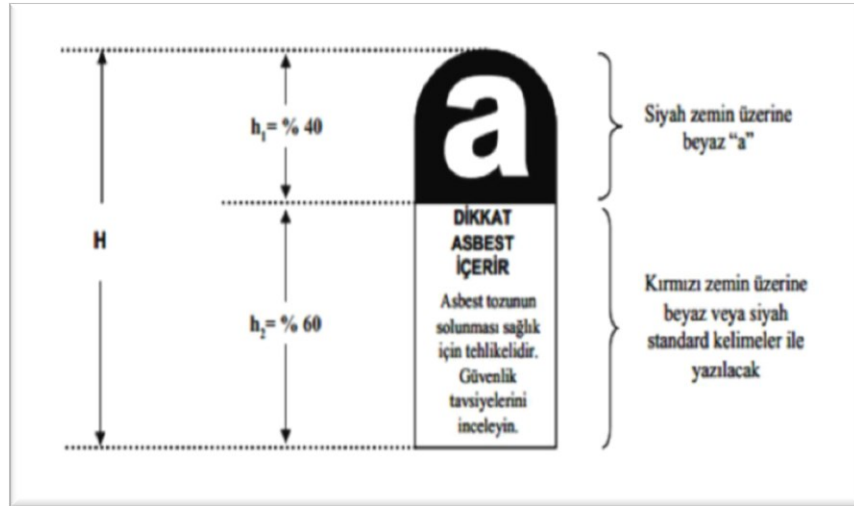 h₁= % 40
H
h₂= % 60
a
DİKKAT
ASBEST
İÇERİR
Asbest tozunun
solunması sağlık
için tehlikelidir.
Güvenlik
tavsiyelerini
inceleyin.
Siyah zemin üzerine
beyaz “a”
Kırmızı zemin üzerine
beyaz veya siyah
standard kelimeler ile
yazılacak